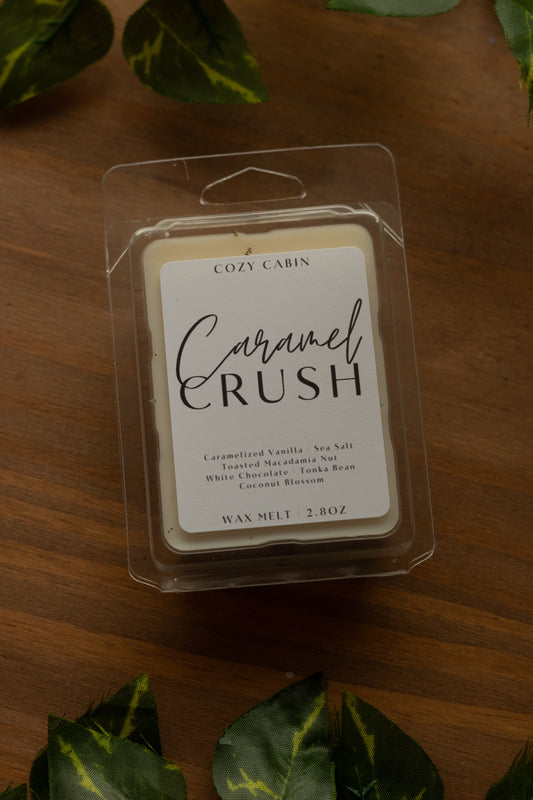 COZY CABIN
Caramel
CRUSH
Caramelized Vanilla | Sea Salt
Toasted Macadamia Nut
White Chocolate | Tonka Bean
Coconut Blossom
WAX MELT | 2.8OZ